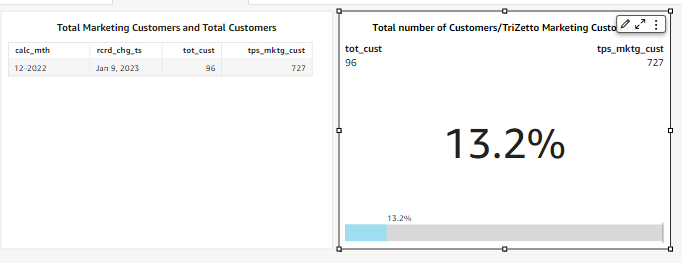 Total Marketing Customers and Total Customers
calc_mth rcrd_chg_ts tot_cust tps_mktg_cust
12-2022 Jan 9, 2023 96 727
Total number of Customers/TriZetto Marketing Custo
tot_cust tps_mktg_cust
96 727
13.2%
13.2%